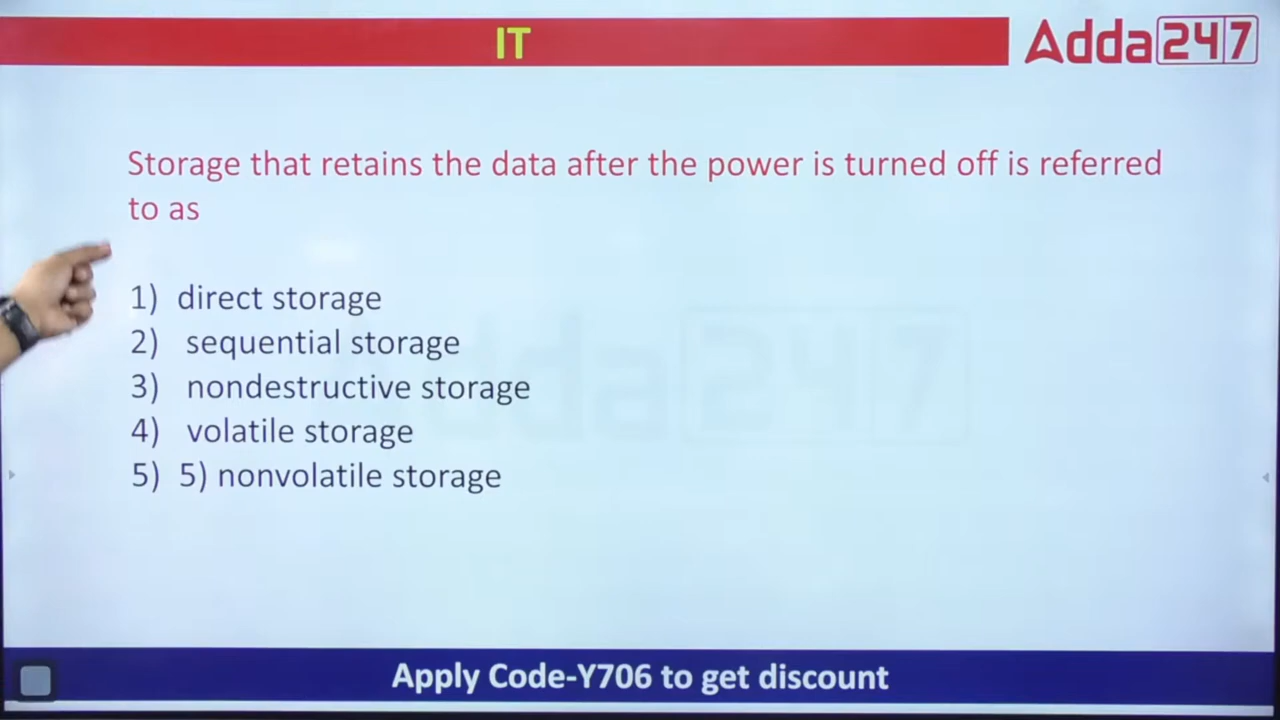 IT
Adda247
Storage that retains the data after the power is turned off is referred
to as
1) direct storage
2) sequential storage
3) nondestructive storage
4) volatile storage
5) 5) nonvolatile storage
Adda247
Apply Code-Y706 to get discount